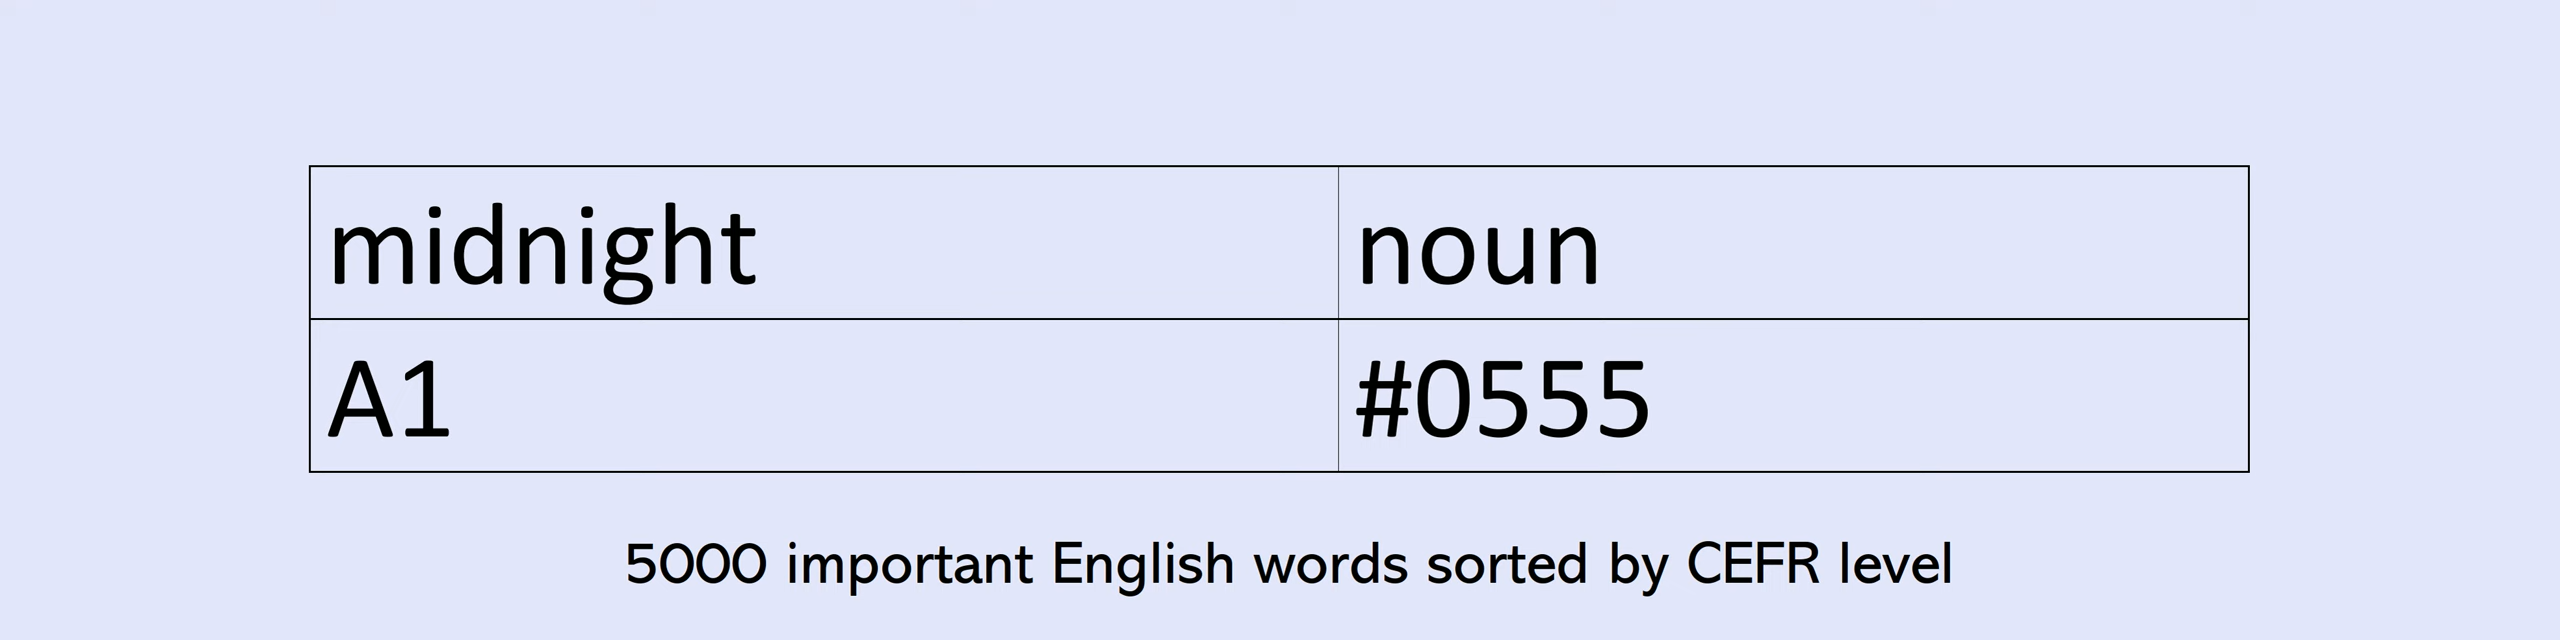 midnight noun
A1 #0555
5000 important English words sorted by CEFR level